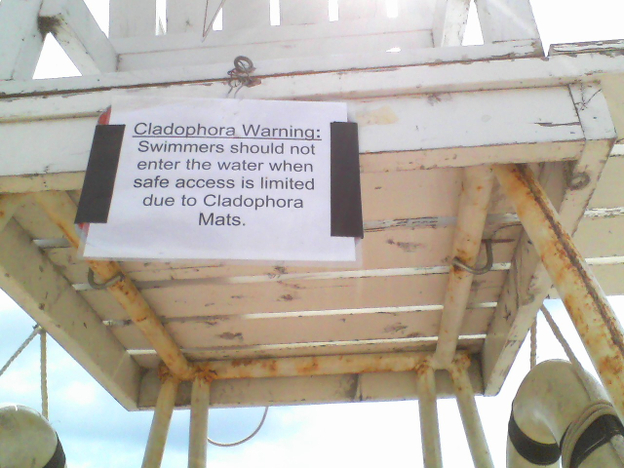 Cladophora Warning:
Swimmers should not
enter the water when
safe access is limited
due to Cladophora
Mats.